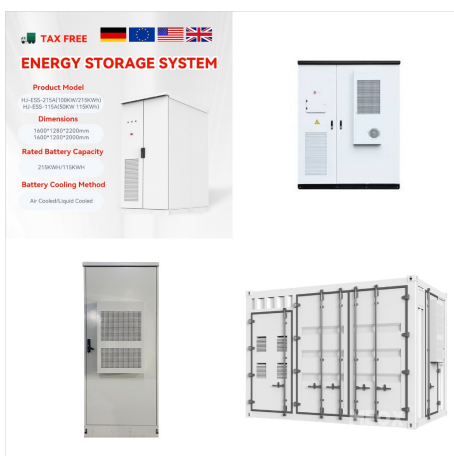 TAX FREE
ENERGY STORAGE SYSTEM
Product Model
HJ-ESS-215A(100KW/215KWh)
HJ-ESS-115A(50KW 115KWh)
Dimensions
1600*1280*2200mm
1600*1200*2000mm
Rated Battery Capacity
215KWH/115KWH
Battery Cooling Method
Air Cooled/Liquid Cooled